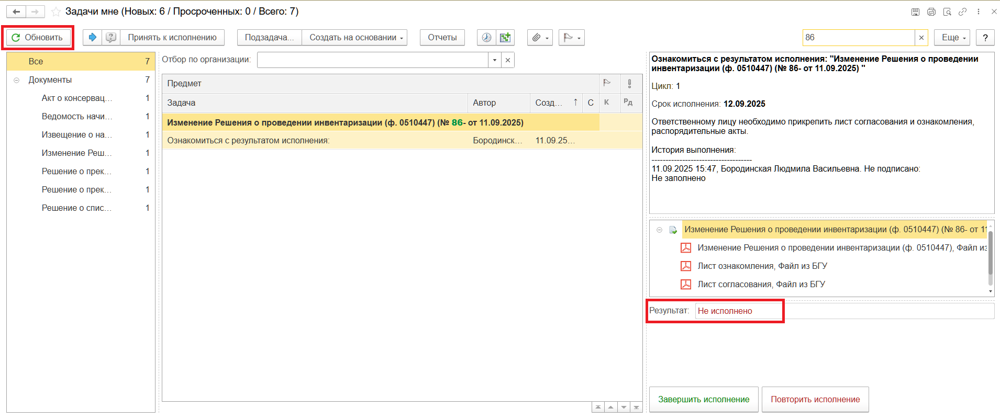 Задачи мне (Новых: 6 / Просроченных: 0 / Всего: 7)
Обновить
Принять к исполнению
Подзадача...
Создать на основании
Отчеты
86
Еще
?
Все 7
Документы 7
Акт о консервац... 1
Ведомость начи... 1
Извещение о на... 1
Изменение Реш... 1
Решение о прек... 1
Решение о прек... 1
Решение о спис... 1
Отбор по организации:
Предмет
Задача Автор Созд... ↑ С К Рд
Изменение Решения о проведении инвентаризации (ф. 0510447) (№ 86- от 11.09.2025)
Ознакомиться с результатом исполнения: Бородинск... 11.09.25...
Ознакомиться с результатом исполнения: "Изменение Решения о проведении
инвентаризации (ф. 0510447) (№ 86- от 11.09.2025) "
Цикл: 1
Срок исполнения: 12.09.2025
Ответственному лицу необходимо прикрепить лист согласования и ознакомления,
распорядительные акты.
История выполнения:
------------------------------------
11.09.2025 15:47, Бородинская Людмила Васильевна. Не подписано:
Не заполнено
Изменение Решения о проведении инвентаризации (ф. 0510447) (№ 86- от 11
Изменение Решения о проведении инвентаризации (ф. 0510447), Файл из
Лист ознакомления, Файл из БГУ
Лист согласования, Файл из БГУ
Результат: Не исполнено
Завершить исполнение
Повторить исполнение